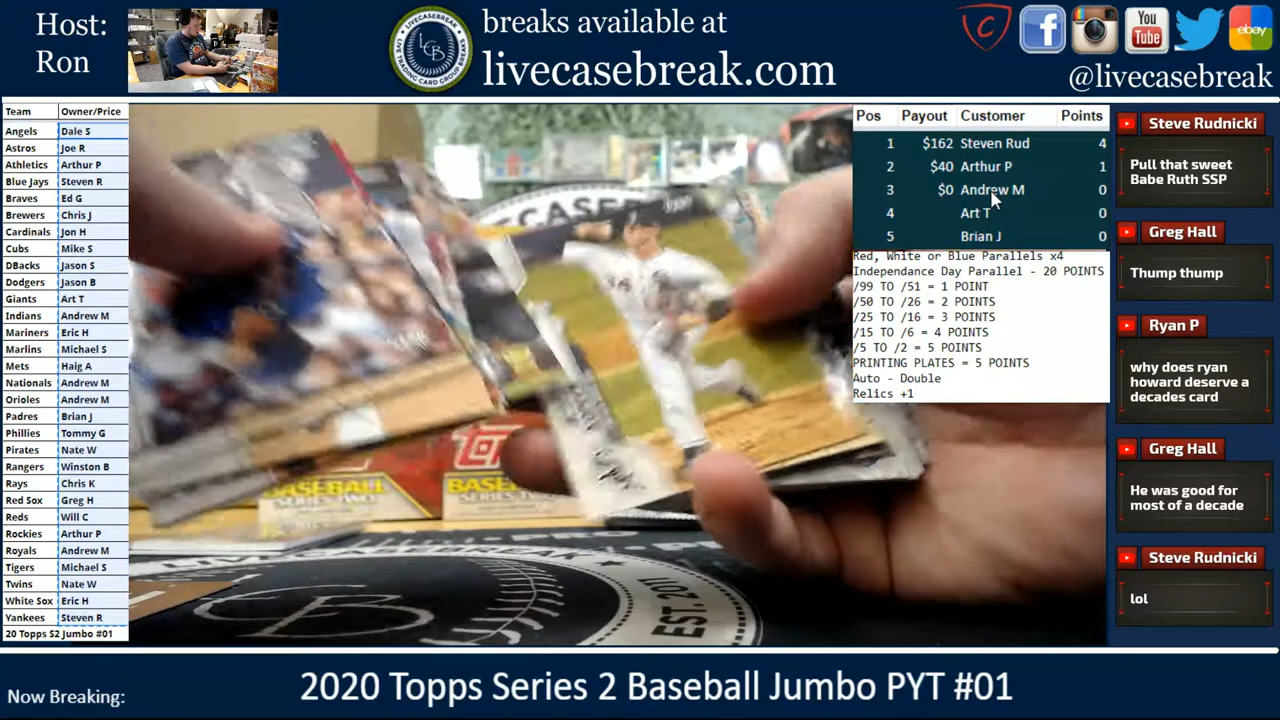 Host:
Ron
LIVECASEBREAK
LCB
breaks available at
livecasebreak.com
You
Tube
ebay
@livecasebreak
Team Owner/Price
Angels Dale S
Astros Joe R
Athletics Arthur P
Blue Jays Steven R
Braves Ed G
Brewers Chris J
Cardinals Jon H
Cubs Mike S
DBacks Jason S
Dodgers Jason B
Giants Art T
Indians Andrew M
Mariners Eric H
Marlins Michael S
Mets Haig A
Nationals Andrew M
Orioles Andrew M
Padres Brian J
Phillies Tommy G
Pirates Nate W
Rangers Winston B
Rays Chris K
Red Sox Greg H
Reds Will C
Rockies Arthur P
Royals Andrew M
Tigers Michael S
Twins Nate W
White Sox Eric H
Yankees Steven R
20 Topps S2 Jumbo #01
BASEBALL
BASEBALL
EST. 2011
Pos Payout Customer Points
1 $162 Steven Rud 4
2 $40 Arthur P 1
3 $0 Andrew M 0
4 Art T 0
5 Brian J 0
Red, White or Blue Parallels x4
Independance Day Parallel - 20 POINTS
/99 TO /51 = 1 POINT
/50 TO /26 = 2 POINTS
/25 TO /16 = 3 POINTS
/15 TO /6 = 4 POINTS
/5 TO /2 = 5 POINTS
PRINTING PLATES = 5 POINTS
Auto - Double
Relics +1
Steve Rudnicki
Pull that sweet
Babe Ruth SSP
Greg Hall
Thump thump
Ryan P
why does ryan
howard deserve a
decades card
Greg Hall
He was good for
most of a decade
Steve Rudnicki
lol
Now Breaking:
2020 Topps Series 2 Baseball Jumbo PYT #01